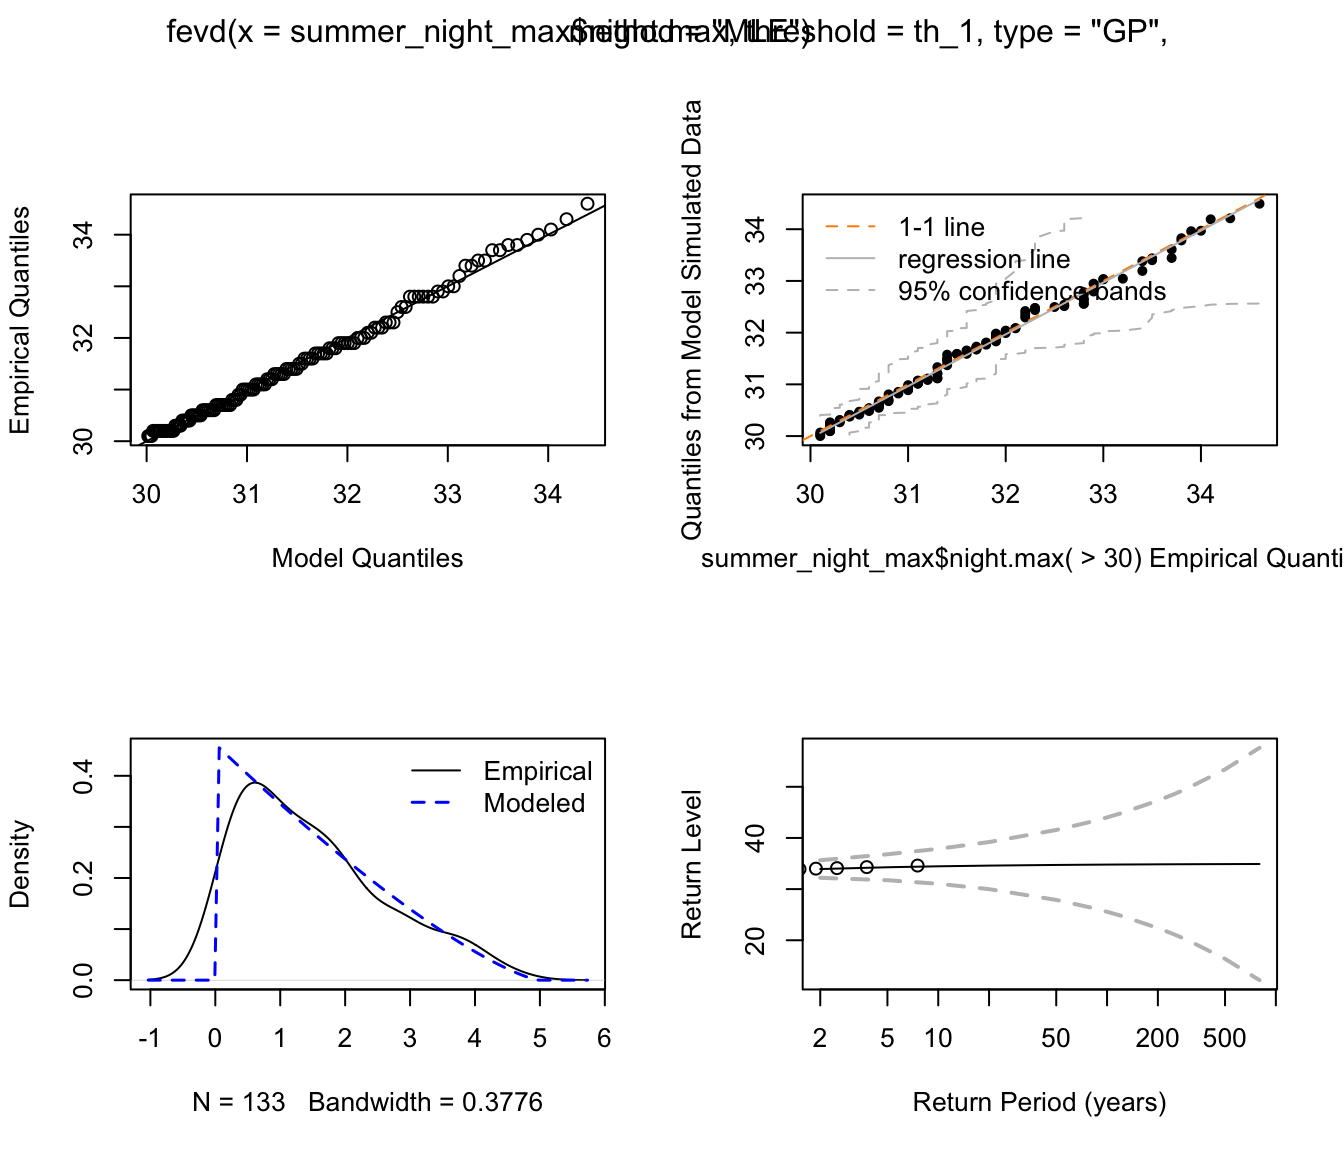 fevd(x = summer_night_max$night.max, threshold = th_1, type = "GP",
method = "MLE")
Empirical Quantiles
34
32
30
30 31 32 33 34
Model Quantiles
Quantiles from Model Simulated Data
34
33
32
31
30
1-1 line
regression line
95% confidence bands
30 31 32 33 34
summer_night_max$night.max( > 30) Empirical Quanti
Density
0.4
0.2
0.0
Empirical
Modeled
-1 0 1 2 3 4 5 6
N = 133 Bandwidth = 0.3776
Return Level
40
20
2 5 10 50 200 500
Return Period (years)